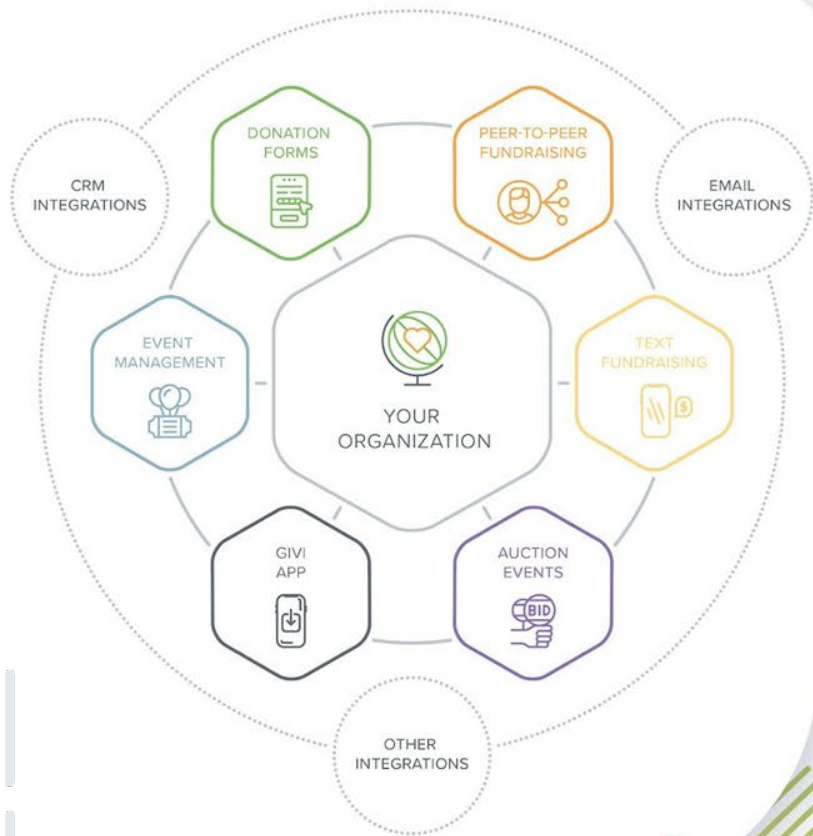 DONATION
FORMS
PEER-TO-PEER
FUNDRAISING
CRM
INTEGRATIONS
EMAIL
INTEGRATIONS
EVENT
MANAGEMENT
TEXT
FUNDRAISING
$
YOUR
ORGANIZATION
GIVI
APP
AUCTION
EVENTS
BID
OTHER
INTEGRATIONS